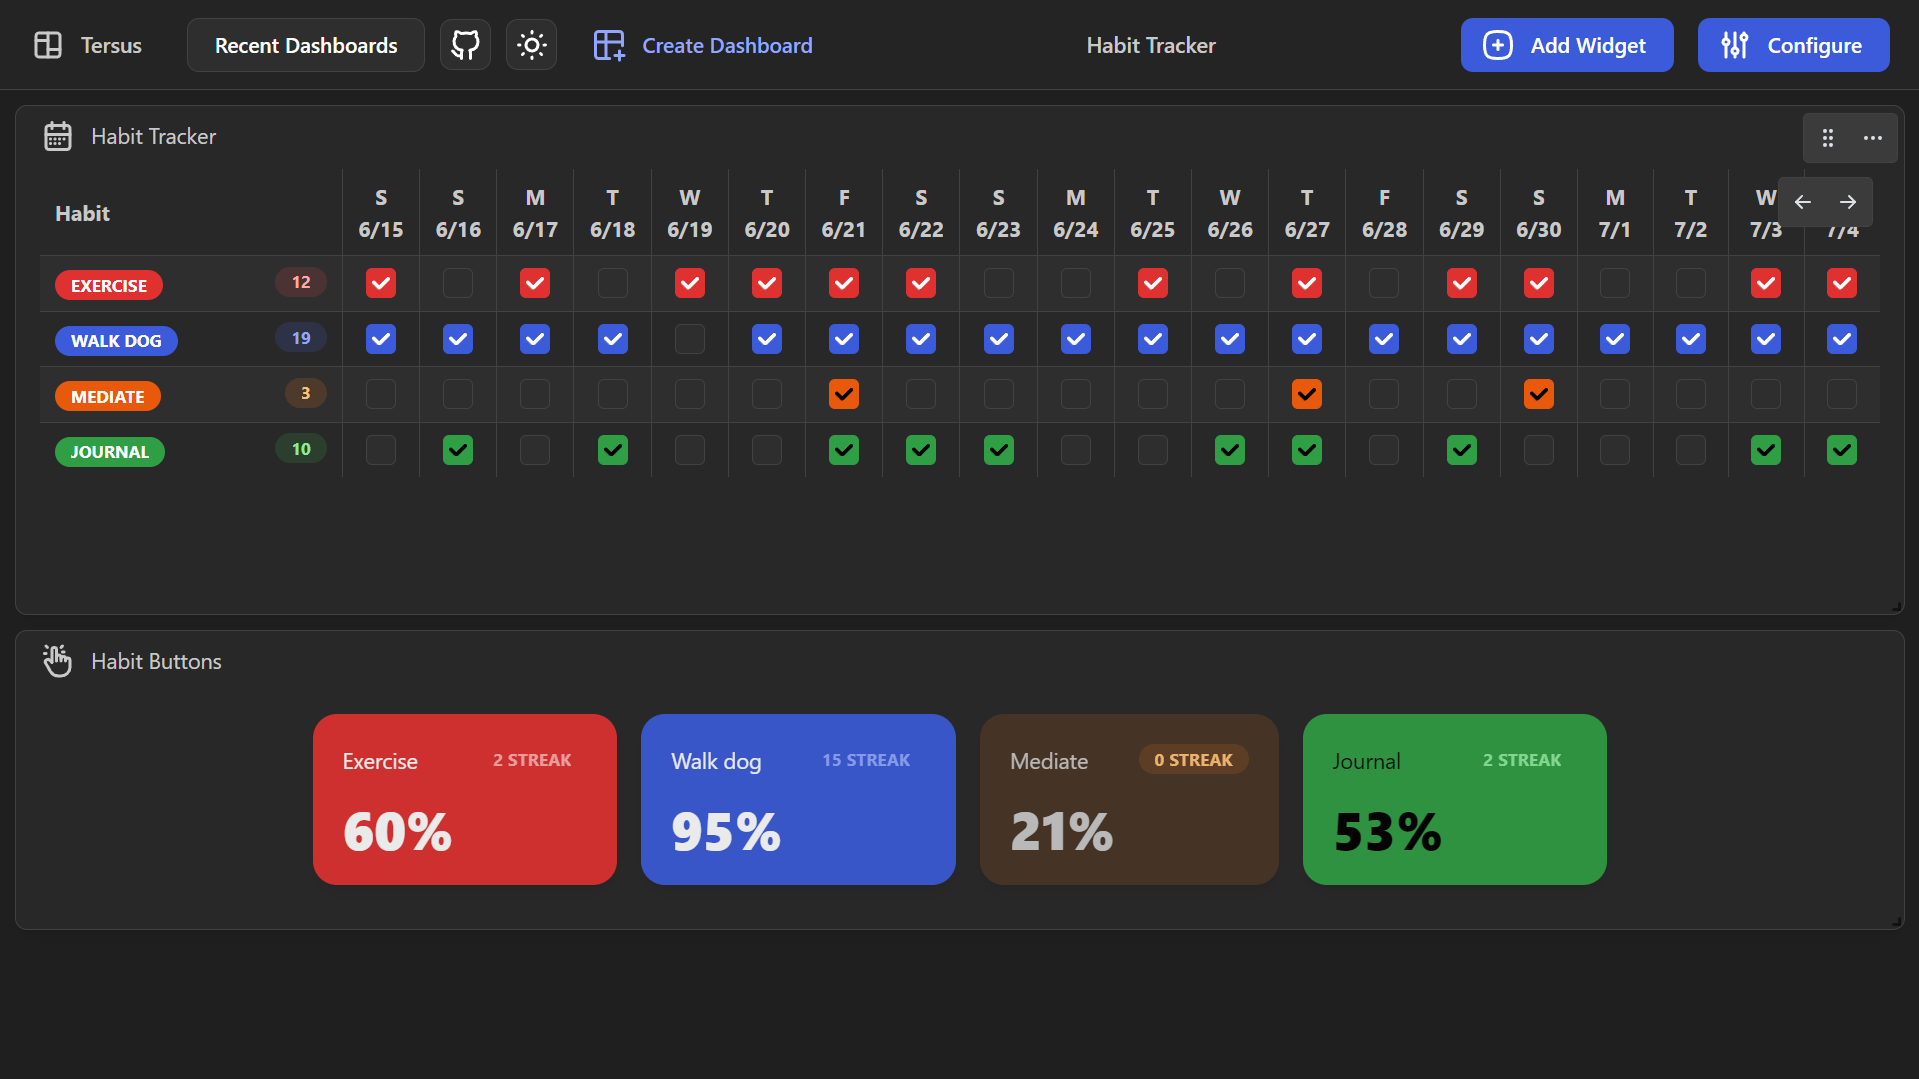 Tersus Recent Dashboards Create Dashboard Habit Tracker Add Widget Configure
Habit Tracker
Habit S S M T W T F S S M T W T F S S M T W
6/15 6/16 6/17 6/18 6/19 6/20 6/21 6/22 6/23 6/24 6/25 6/26 6/27 6/28 6/29 6/30 7/1 7/2 7/3 7/4
EXERCISE 12
WALK DOG 19
MEDIATE 3
JOURNAL 10
Habit Buttons
Exercise 2 STREAK
60%
Walk dog 15 STREAK
95%
Mediate 0 STREAK
21%
Journal 2 STREAK
53%